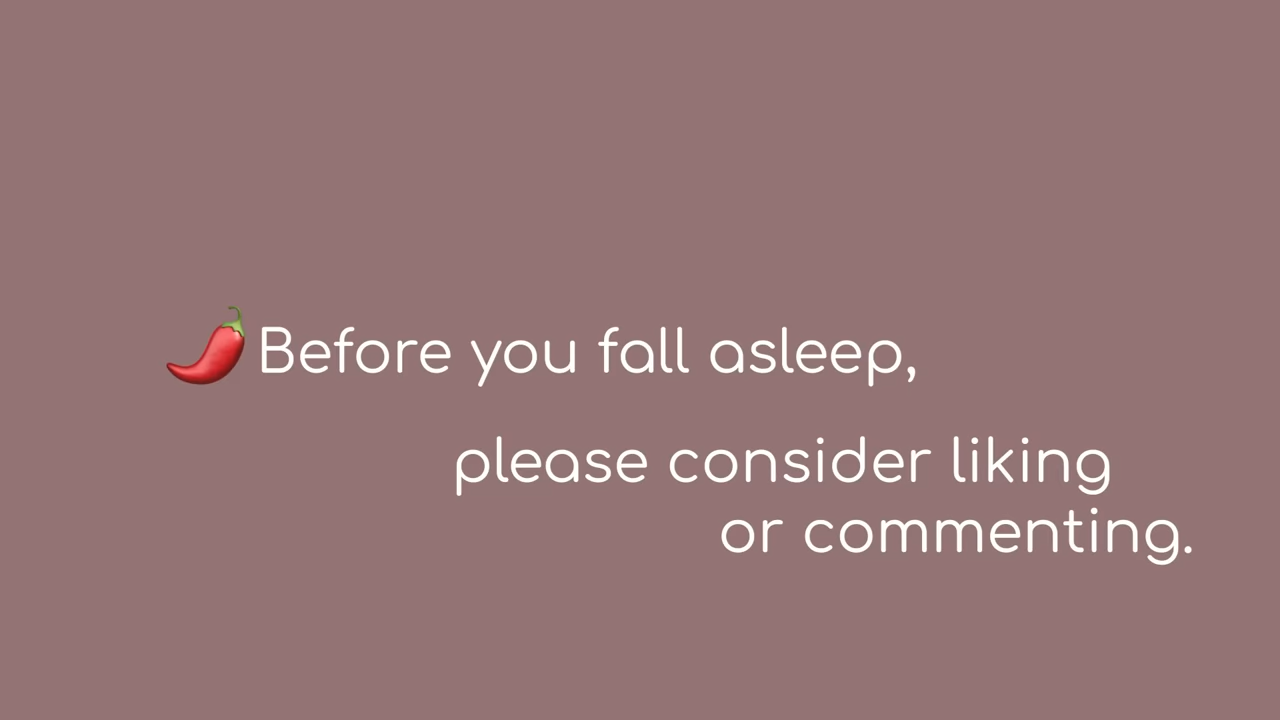 🌶️Before you fall asleep,
please consider liking
or commenting.